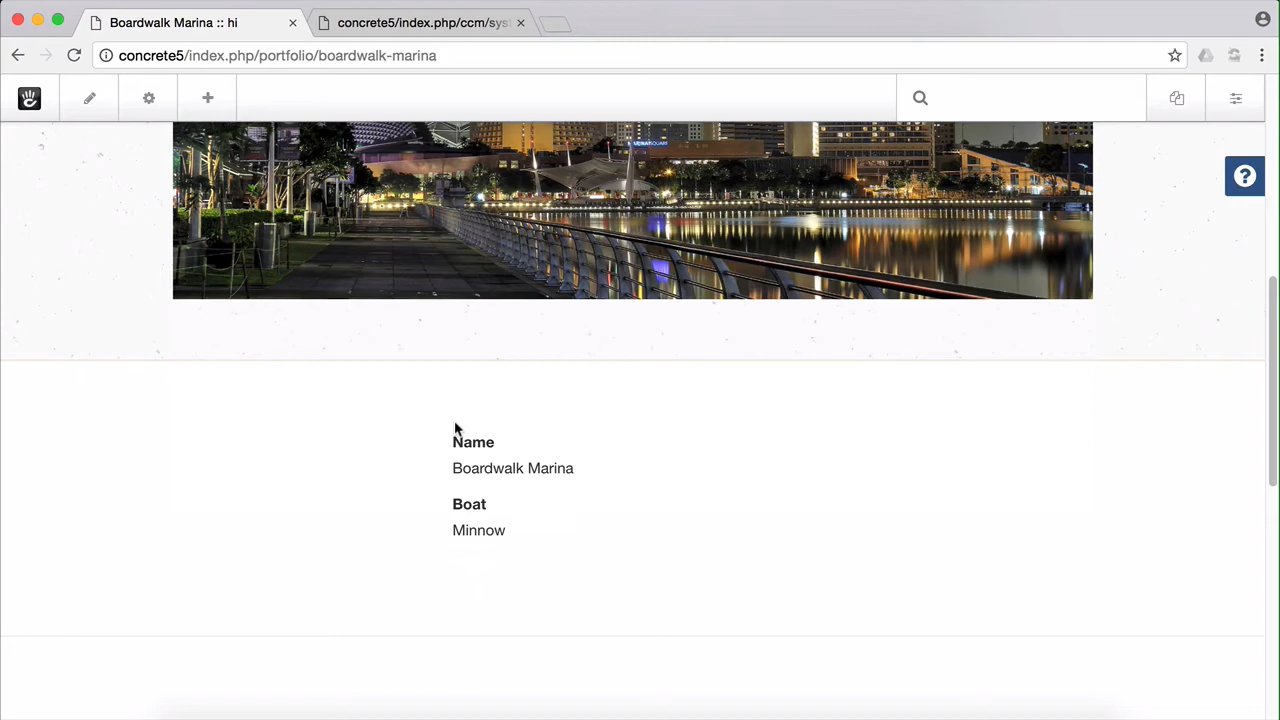 Boardwalk Marina :: hi
concrete5/index.php/ccm/sys
concrete5/index.php/portfolio/boardwalk-marina
Name
Boardwalk Marina
Boat
Minnow